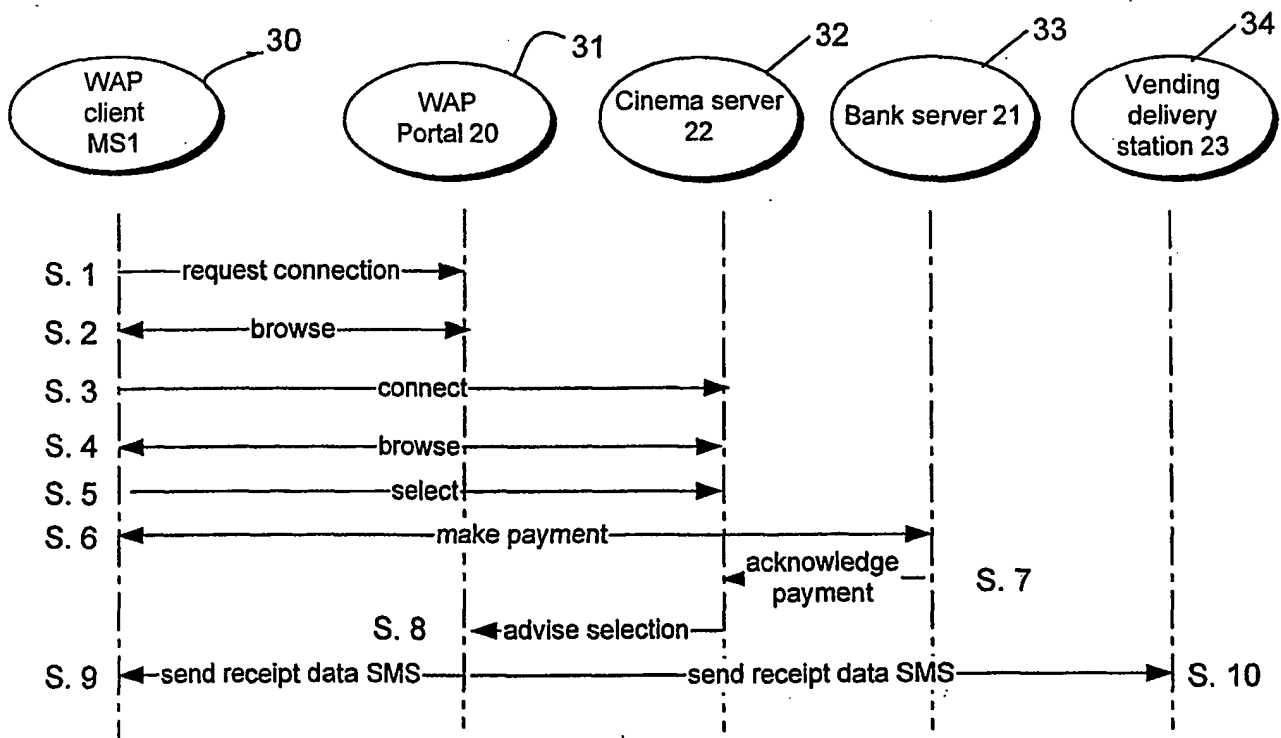 30
31
32
33
34
WAP
client
MS1
WAP
Portal 20
Cinema server
22
Bank server 21
Vending
delivery
station 23
S. 1
request connection
S. 2
browse
S. 3
connect
S. 4
browse
S. 5
select
S. 6
make payment
acknowledge
payment
S. 7
S. 8
advise selection
S. 9
send receipt data SMS
send receipt data SMS
S. 10